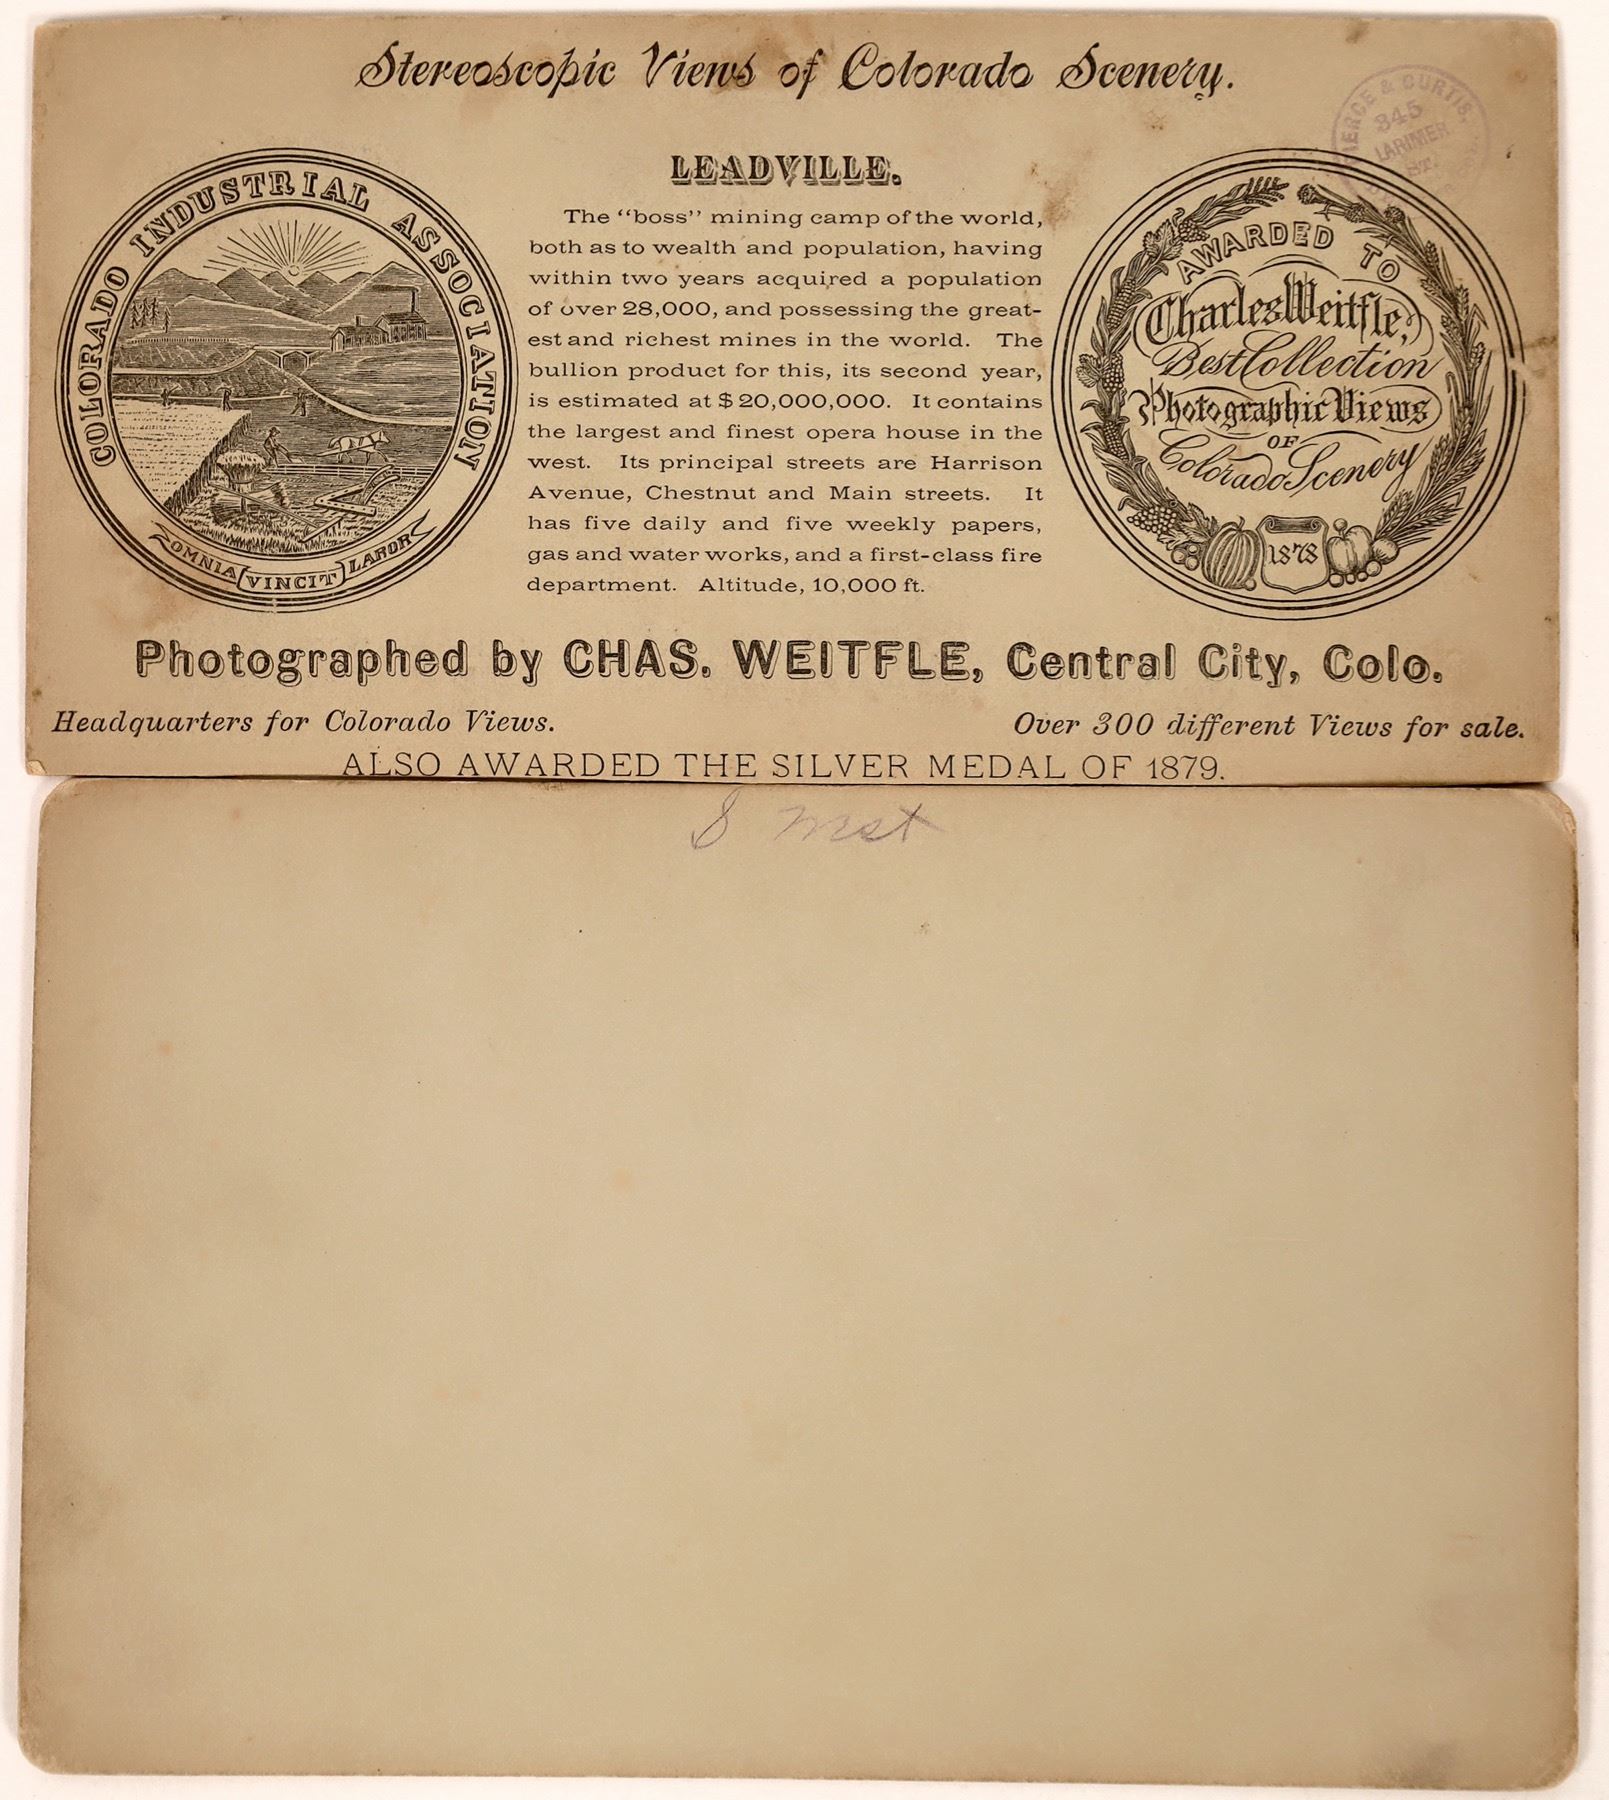 Stereoscopic Views of Colorado Scenery.
& CURTIS,
345
LARIMER
ST.
COLORADO INDUSTRIAL ASSOCIATION
OMNIA VINCIT LABOR
LEADVILLE.
The "boss" mining camp of the world,
both as to wealth and population, having
within two years acquired a population
of over 28,000, and possessing the great-
est and richest mines in the world. The
bullion product for this, its second year,
is estimated at $20,000,000. It contains
the largest and finest opera house in the
west. Its principal streets are Harrison
Avenue, Chestnut and Main streets. It
has five daily and five weekly papers,
gas and water works, and a first-class fire
department. Altitude, 10,000 ft.
AWARDED TO
Charles Weitfle,
Best Collection
Photographic Views
OF
Colorado Scenery
1878
Photographed by CHAS. WEITFLE, Central City, Colo.
Headquarters for Colorado Views.
Over 300 different Views for sale.
ALSO AWARDED THE SILVER MEDAL OF 1879.